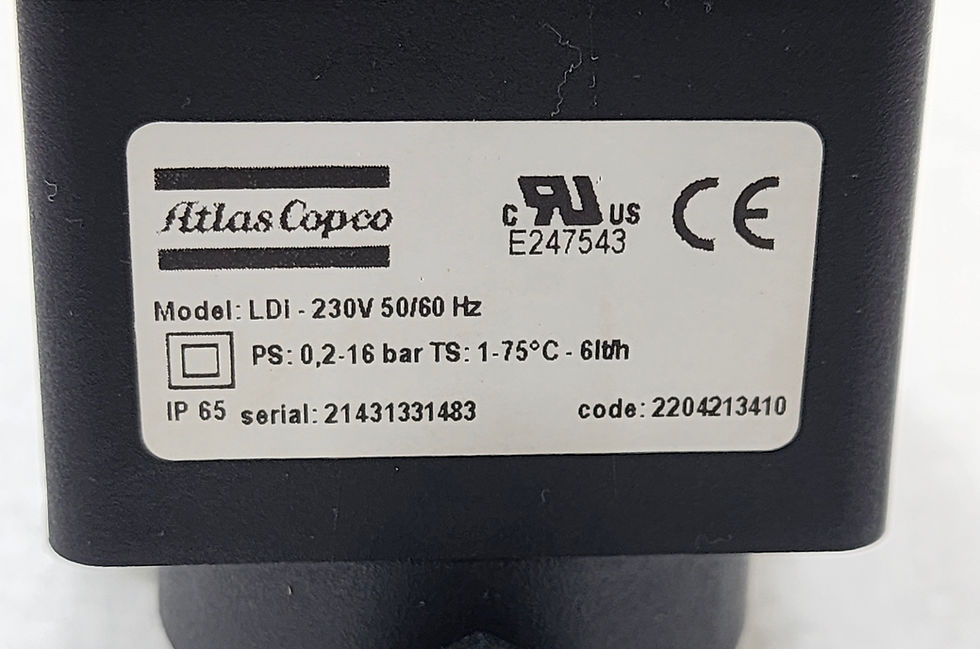 Atlas Copco
C RU US
E247543
CE
Model: LDi - 230V 50/60 Hz
PS: 0,2-16 bar TS: 1-75°C - 6lt/h
IP 65 serial: 21431331483 code: 2204213410